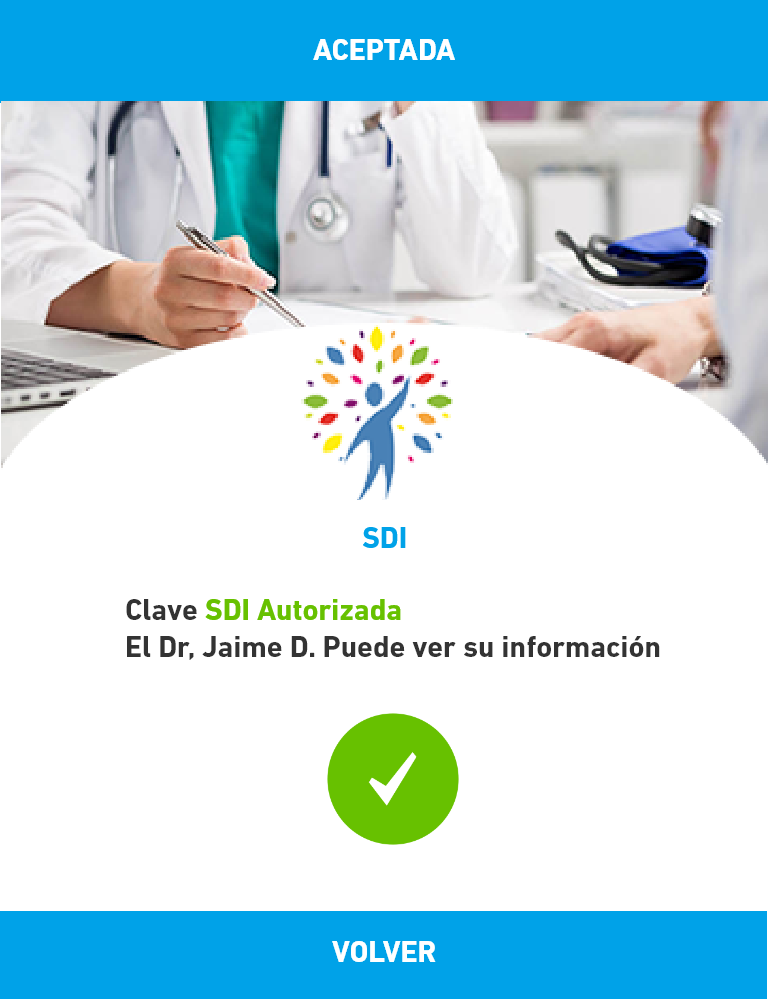 ACEPTADA
SDI
Clave SDI Autorizada
El Dr, Jaime D. Puede ver su información
VOLVER